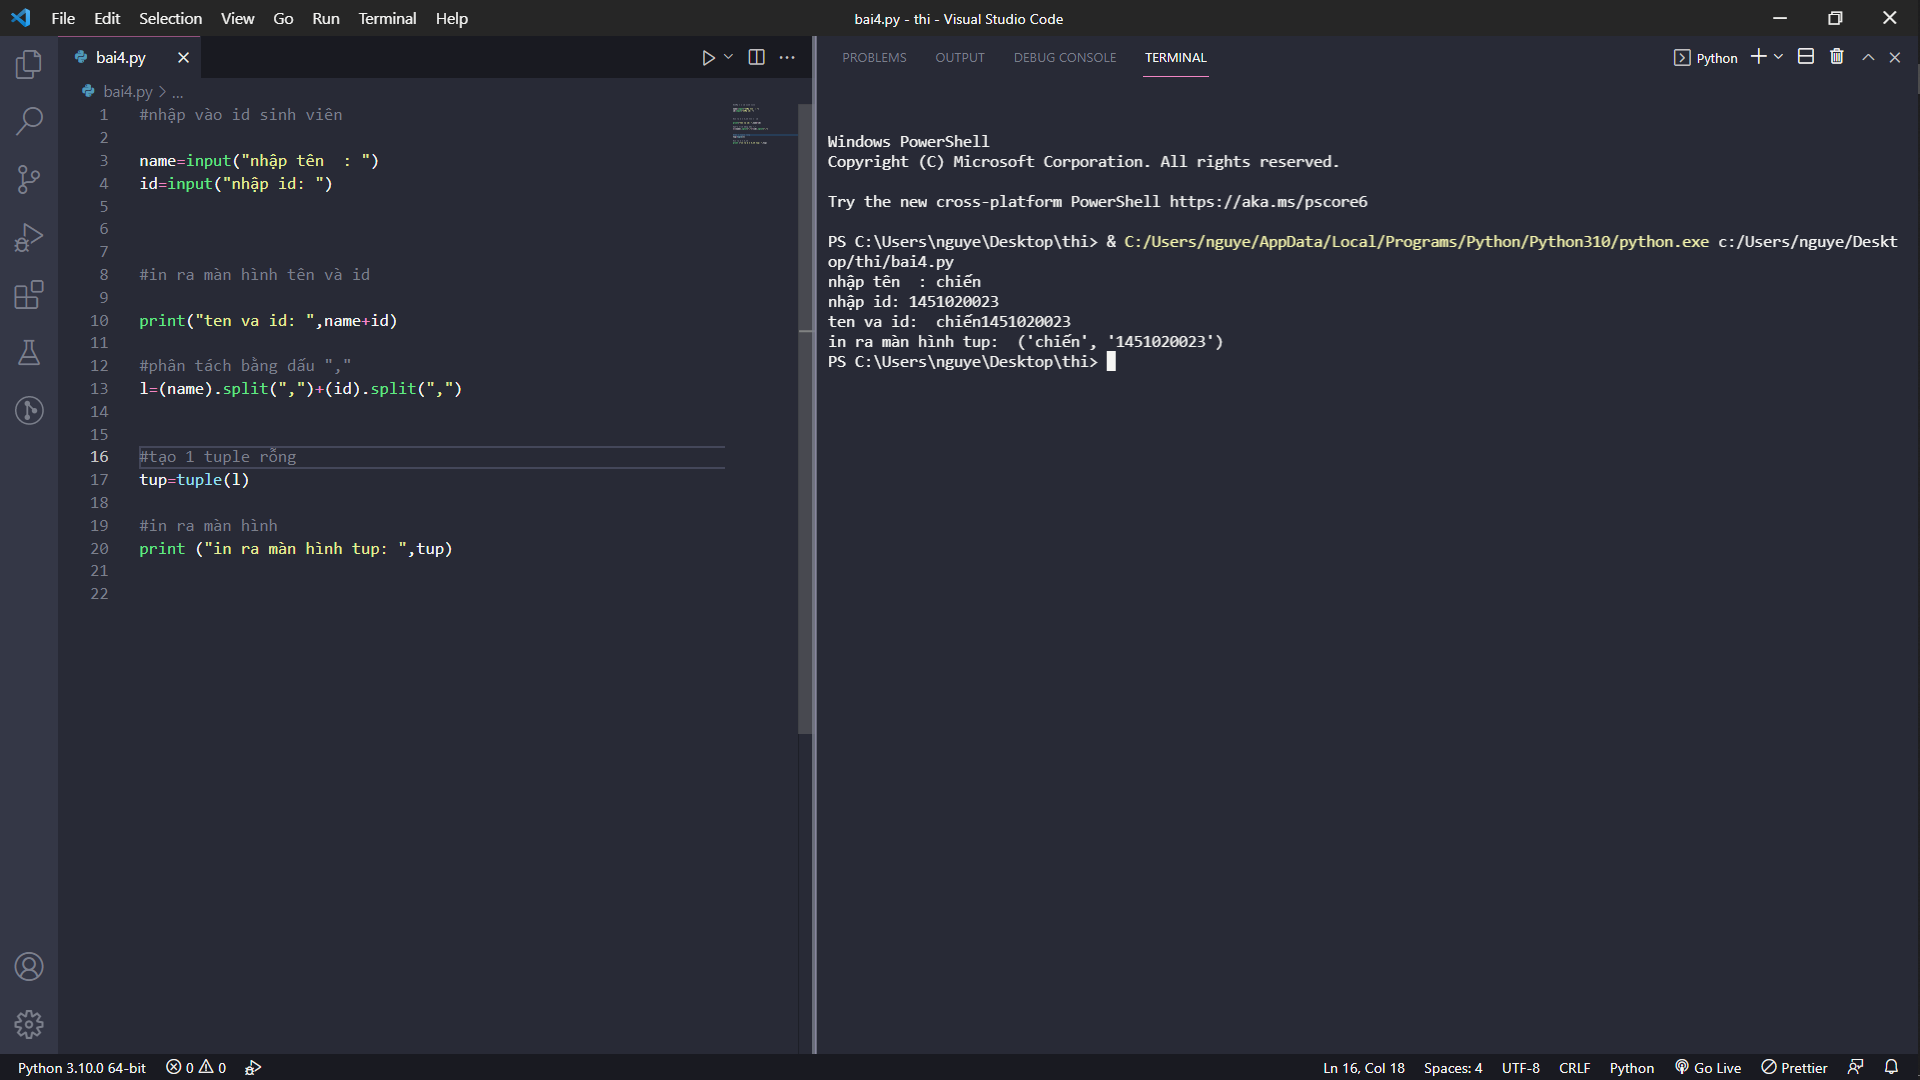 File Edit Selection View Go Run Terminal Help
bai4.py - thi - Visual Studio Code
bai4.py
bai4.py > ...
1 #nhập vào id sinh viên
2
3 name=input("nhập tên  : ")
4 id=input("nhập id: ")
5
6
7
8 #in ra màn hình tên và id
9
10 print("ten va id: ",name+id)
11
12 #phân tách bằng dấu ","
13 l=(name).split(",")+(id).split(",")
14
15
16 #tạo 1 tuple rỗng
17 tup=tuple(l)
18
19 #in ra màn hình
20 print ("in ra màn hình tup: ",tup)
21
22
PROBLEMS OUTPUT DEBUG CONSOLE TERMINAL
Python
Windows PowerShell
Copyright (C) Microsoft Corporation. All rights reserved.
Try the new cross-platform PowerShell https://aka.ms/pscore6
PS C:\Users\nguye\Desktop\thi> & C:/Users/nguye/AppData/Local/Programs/Python/Python310/python.exe c:/Users/nguye/Deskt
op/thi/bai4.py
nhập tên  : chiến
nhập id: 1451020023
ten va id:  chiến1451020023
in ra màn hình tup:  ('chiến', '1451020023')
PS C:\Users\nguye\Desktop\thi>
Python 3.10.0 64-bit 0 0
Ln 16, Col 18 Spaces: 4 UTF-8 CRLF Python Go Live Prettier